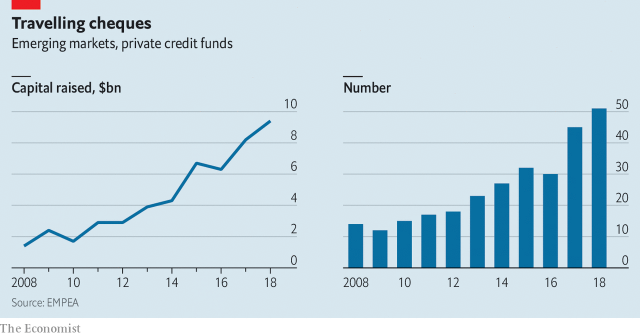 Travelling cheques
Emerging markets, private credit funds
Capital raised, $bn
10
8
6
4
2
0
2008 10 12 14 16 18
Number
50
40
30
20
10
0
2008 10 12 14 16 18
Source: EMPEA
The Economist